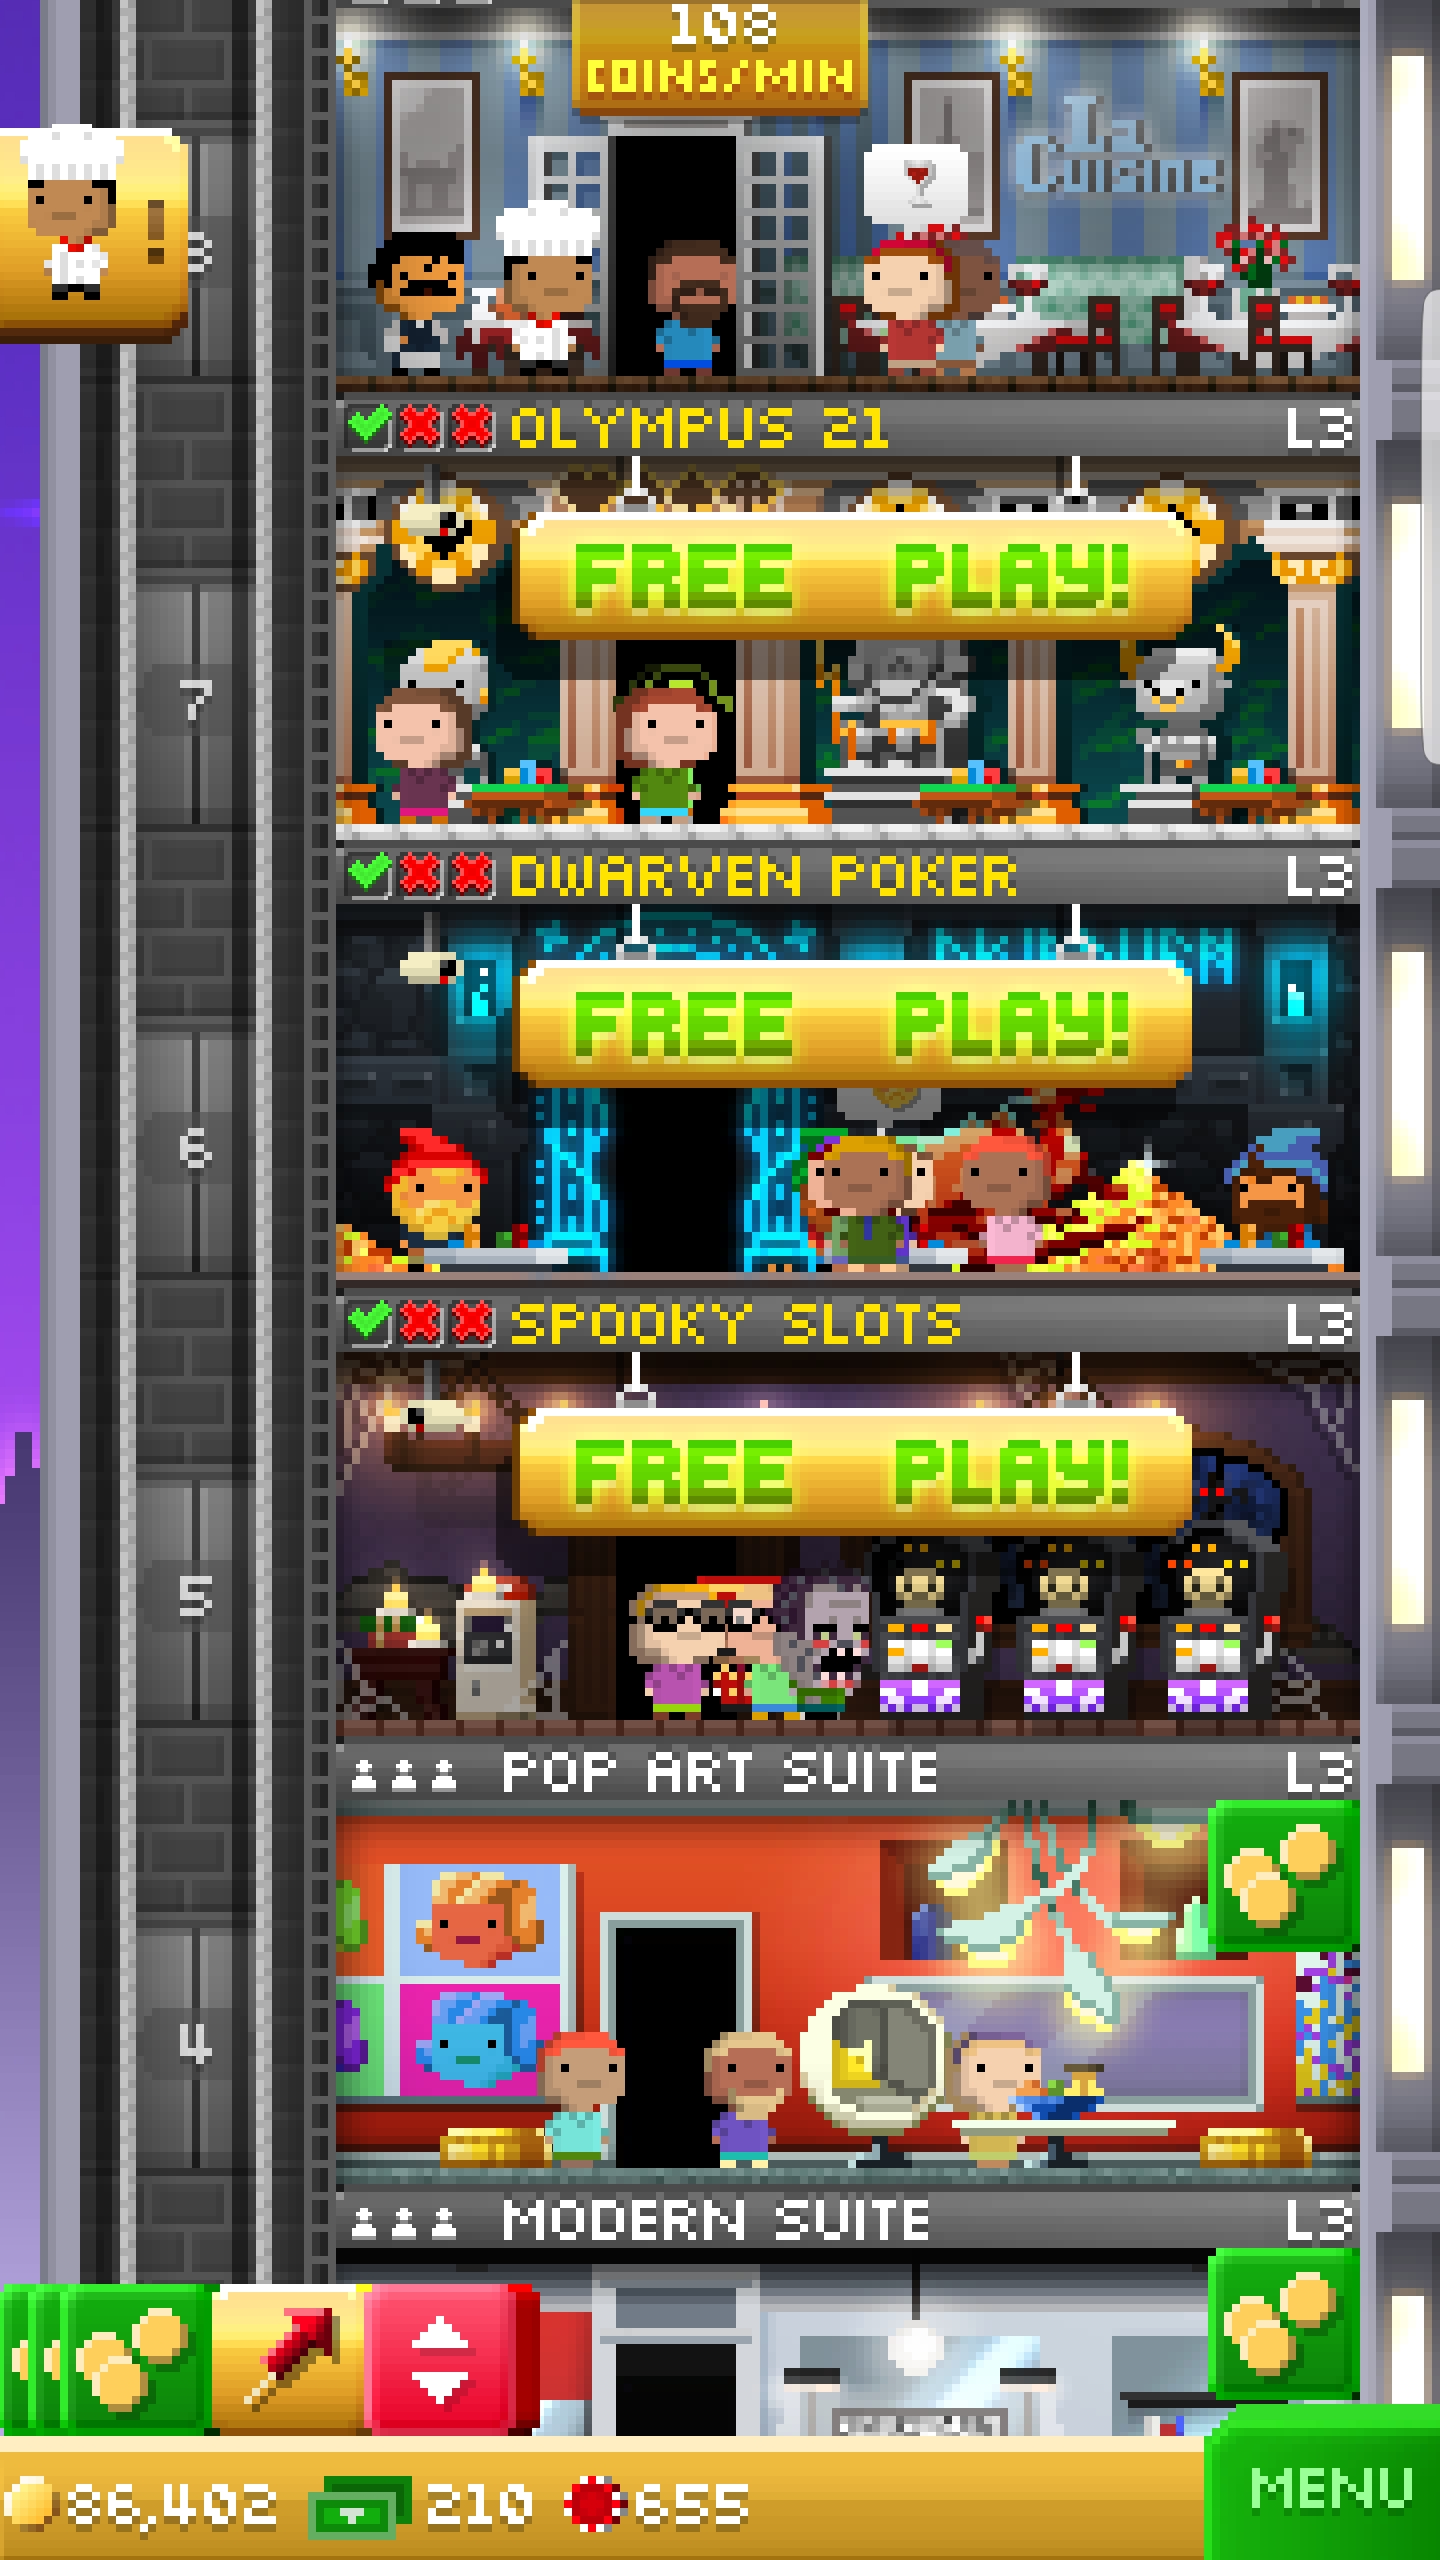 108
COINS/MIN
La
Cuisine
8
OLYMPUS 21 L3
FREE PLAY!
7
DWARVEN POKER L3
FREE PLAY!
6
SPOOKY SLOTS L3
FREE PLAY!
5
POP ART SUITE L3
4
MODERN SUITE L3
86,402 210 655
MENU